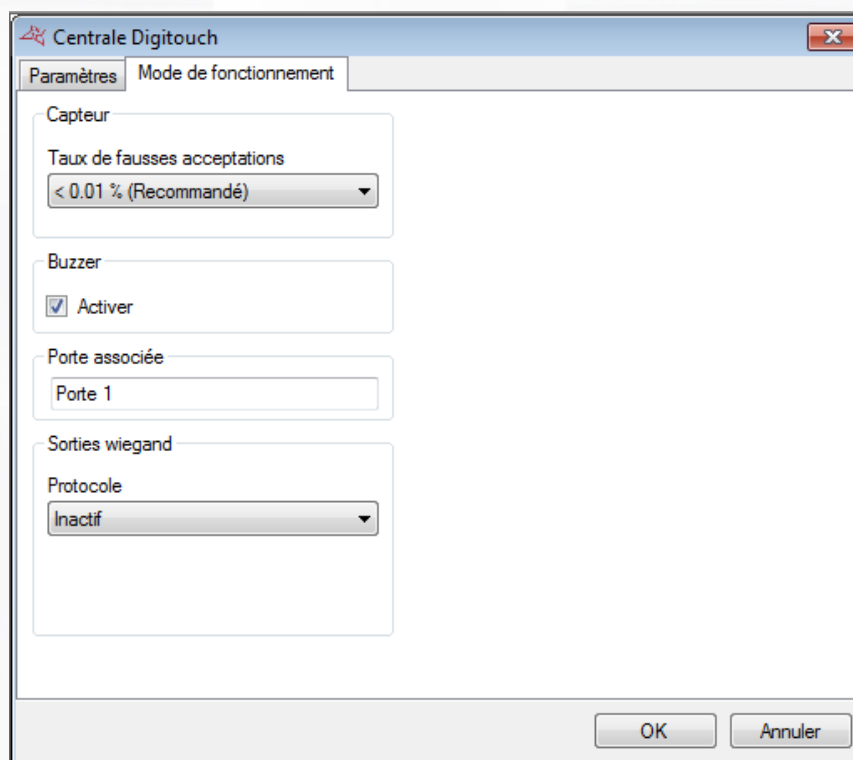 Centrale Digitouch
Paramètres
Mode de fonctionnement
Capteur
Taux de fausses acceptations
< 0.01 % (Recommandé)
Buzzer
Activer
Porte associée
Porte 1
Sorties wiegand
Protocole
Inactif
OK
Annuler